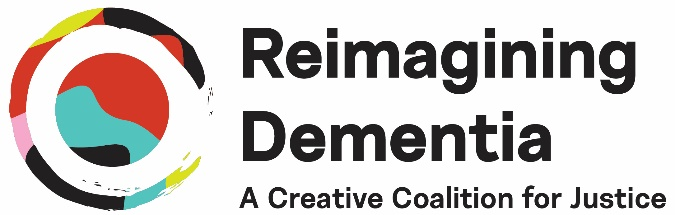 Reimagining
Dementia
A Creative Coalition for Justice